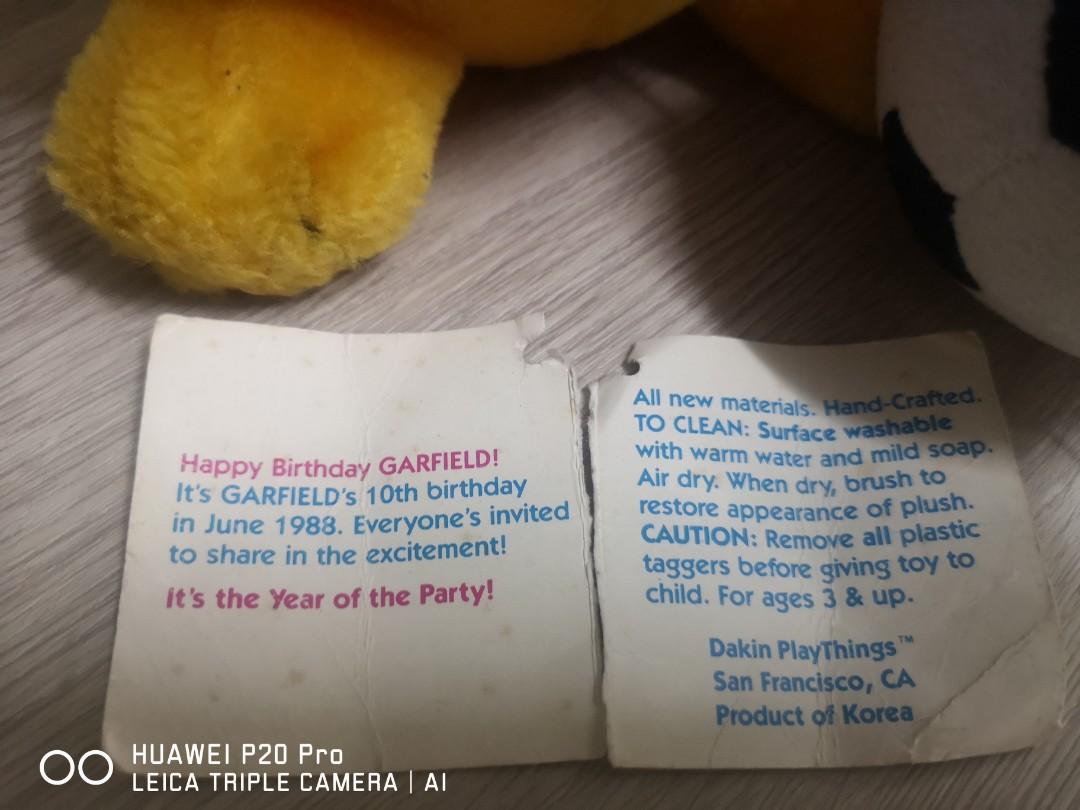 Happy Birthday GARFIELD!
It's GARFIELD's 10th birthday
in June 1988. Everyone's invited
to share in the excitement!
It's the Year of the Party!
All new materials. Hand-Crafted.
TO CLEAN: Surface washable
with warm water and mild soap.
Air dry. When dry, brush to
restore appearance of plush.
CAUTION: Remove all plastic
taggers before giving toy to
child. For ages 3 & up.
Dakin PlayThings™
San Francisco, CA
Product of Korea
HUAWEI P20 Pro
LEICA TRIPLE CAMERA | AI